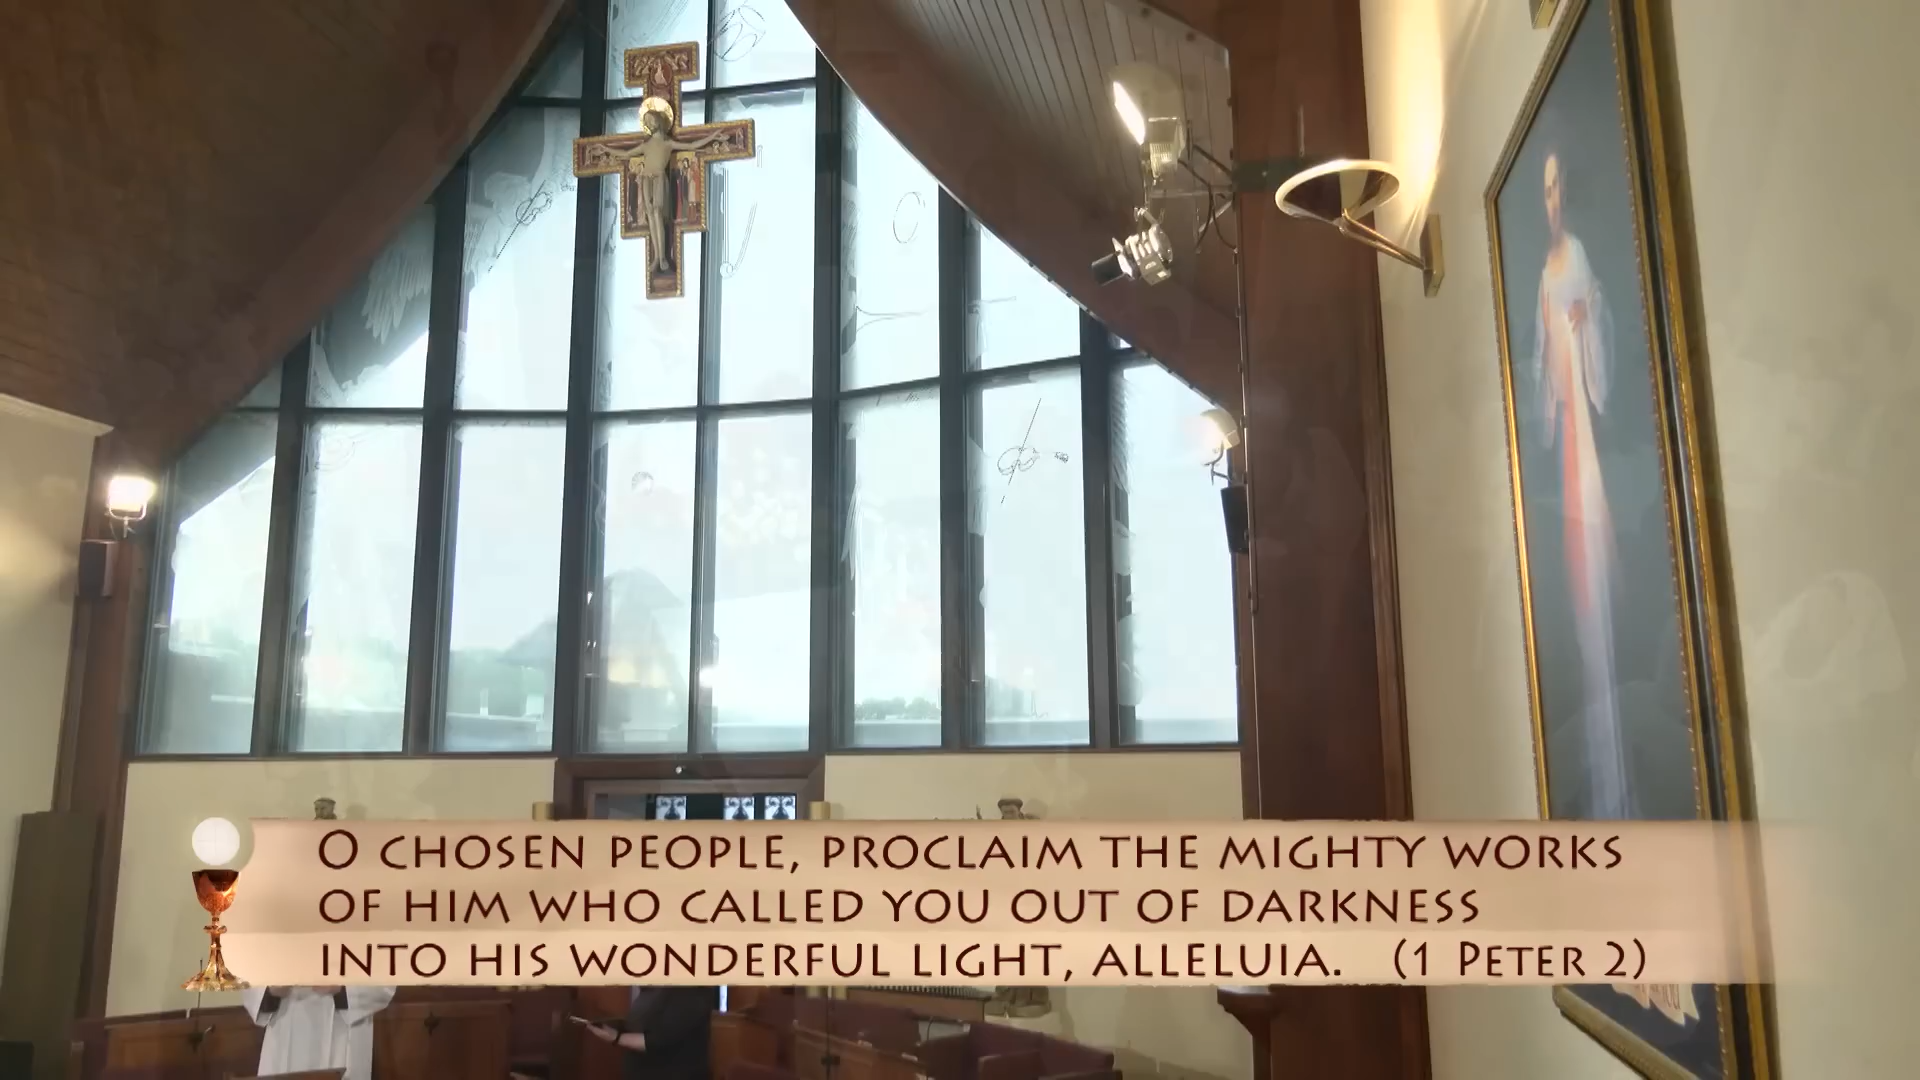 O CHOSEN PEOPLE, PROCLAIM THE MIGHTY WORKS
OF HIM WHO CALLED YOU OUT OF DARKNESS
INTO HIS WONDERFUL LIGHT, ALLELUIA. (1 PETER 2)